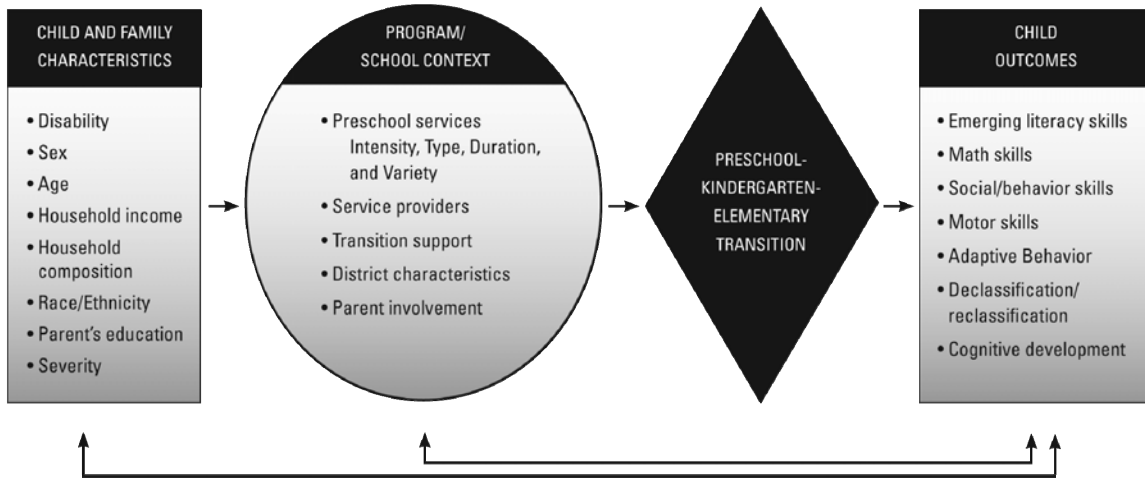 CHILD AND FAMILY
CHARACTERISTICS
• Disability
• Sex
• Age
• Household income
• Household
composition
• Race/Ethnicity
• Parent's education
• Severity
PROGRAM/
SCHOOL CONTEXT
• Preschool services
Intensity, Type, Duration,
and Variety
• Service providers
• Transition support
• District characteristics
• Parent involvement
PRESCHOOL-
KINDERGARTEN-
ELEMENTARY
TRANSITION
CHILD
OUTCOMES
• Emerging literacy skills
• Math skills
• Social/behavior skills
• Motor skills
• Adaptive Behavior
• Declassification/
reclassification
• Cognitive development